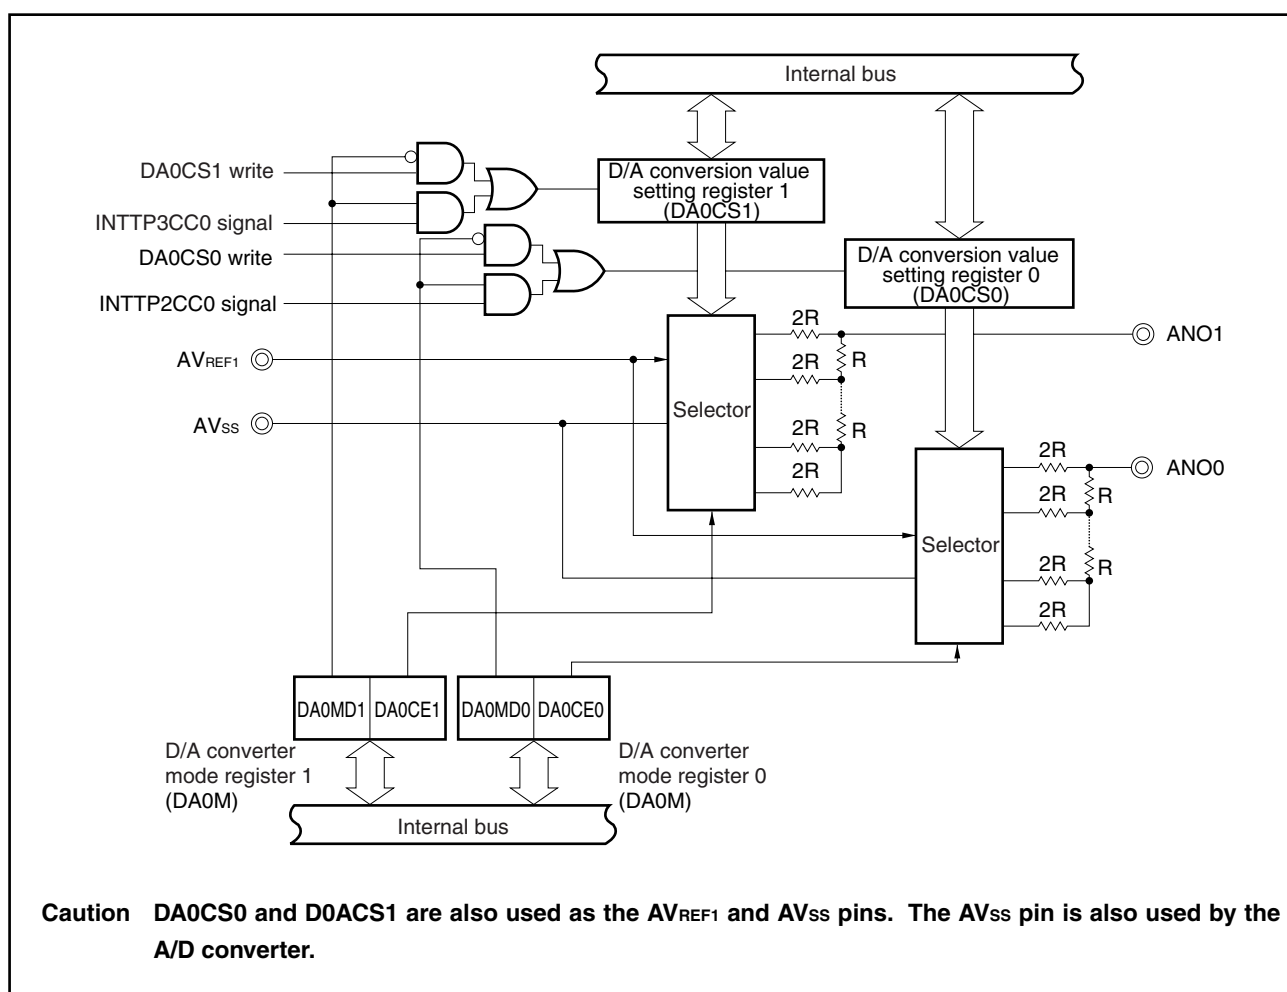 Internal bus
DA0CS1 write
INTTP3CC0 signal
DA0CS0 write
INTTP2CC0 signal
D/A conversion value
setting register 1
(DA0CS1)
D/A conversion value
setting register 0
(DA0CS0)
AVREF1
AVSS
Selector
2R
R
2R
2R
R
2R
ANO1
Selector
2R
R
2R
2R
R
2R
ANO0
DA0MD1 DA0CE1
DA0MD0 DA0CE0
D/A converter
mode register 1
(DA0M)
D/A converter
mode register 0
(DA0M)
Internal bus
Caution DA0CS0 and D0ACS1 are also used as the AVREF1 and AVSS pins. The AVSS pin is also used by the
A/D converter.